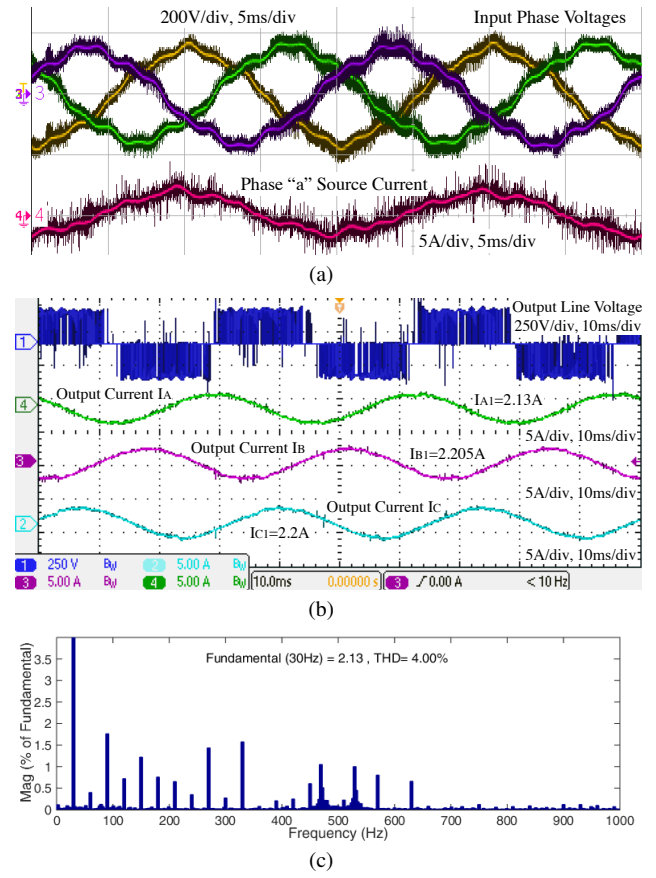 200V/div, 5ms/div Input Phase Voltages
3 3
Phase "a" Source Current
4 4
5A/div, 5ms/div
(a)
Output Line Voltage
250V/div, 10ms/div
1
Output Current IA
4
IA1=2.13A
5A/div, 10ms/div
Output Current IB
IB1=2.205A
3
5A/div, 10ms/div
Output Current IC
2
IC1=2.2A
5A/div, 10ms/div
1 250 V BW 2 5.00 A BW
3 5.00 A BW 4 5.00 A BW 10.0ms 0.00000 s 3 0.00 A < 10 Hz
(b)
Fundamental (30Hz) = 2.13 , THD= 4.00%
Mag (% of Fundamental)
3.5
3
2.5
2
1.5
1
0.5
0
0 100 200 300 400 500 600 700 800 900 1000
Frequency (Hz)
(c)